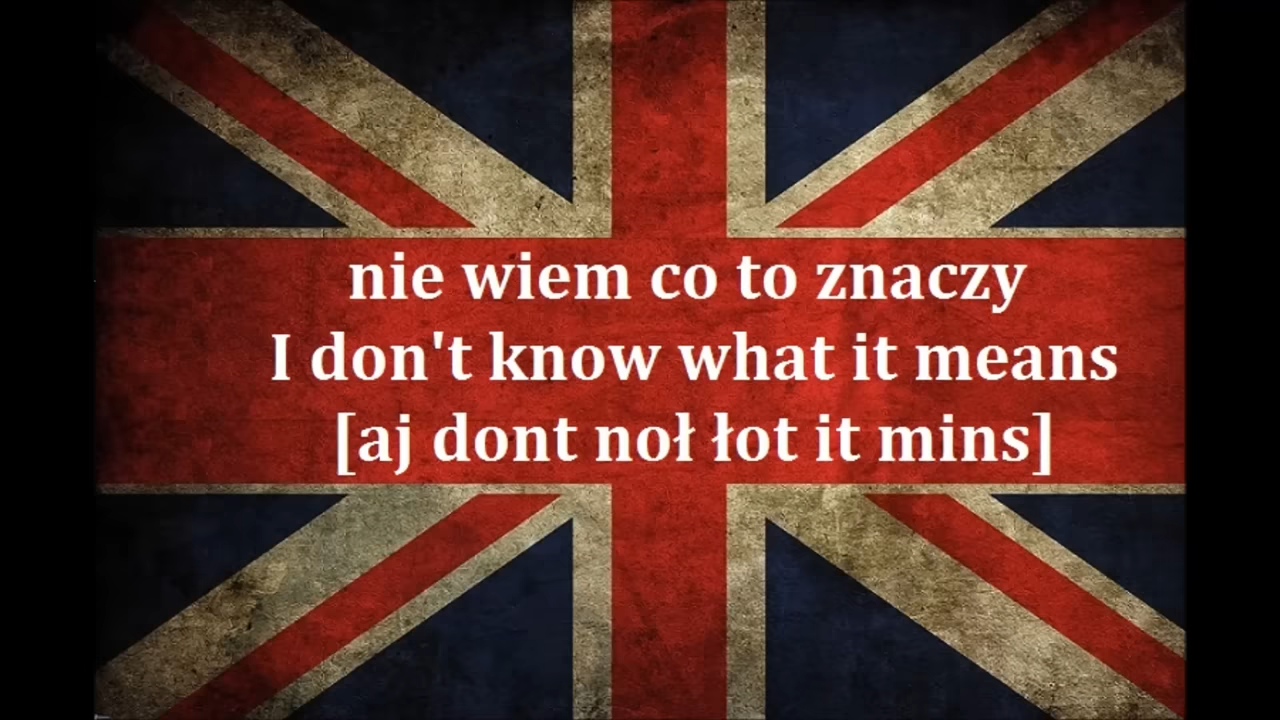 nie wiem co to znaczy
I don't know what it means
[aj dont noł łot it mins]